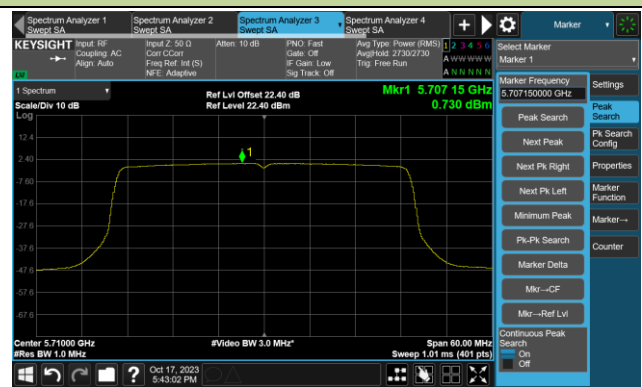 Spectrum Analyzer 1
Swept SA
Spectrum Analyzer 2
Swept SA
Spectrum Analyzer 3
Swept SA
Spectrum Analyzer 4
Swept SA
Marker
KEYSIGHT
Input: RF
Coupling: AC
Align: Auto
Input Z: 50 Ω
Corr CCorr
Freq Ref: Int (S)
NFE: Adaptive
Atten: 10 dB
PNO: Fast
Gate: Off
IF Gain: Low
Sig Track: Off
Avg Type: Power (RMS)
Avg|Hold: 2730/2730
Trig: Free Run
1 2 3 4 5 6
A W W W W W
A N N N N N
LW
Select Marker
Marker 1
1 Spectrum
Scale/Div 10 dB
Ref Lvl Offset 22.40 dB
Ref Level 22.40 dBm
Mkr1 5.707 15 GHz
0.730 dBm
Log
12.4
2.40
-7.60
-17.6
-27.6
-37.6
-47.6
-57.6
-67.6
1
Center 5.71000 GHz
#Res BW 1.0 MHz
#Video BW 3.0 MHz*
Span 60.00 MHz
Sweep 1.01 ms (401 pts)
Marker Frequency
5.707150000 GHz
Peak Search
Next Peak
Next Pk Right
Next Pk Left
Minimum Peak
Pk-Pk Search
Marker Delta
Mkr→CF
Mkr→Ref Lvl
Continuous Peak
Search
On
Off
Settings
Peak
Search
Pk Search
Config
Properties
Marker
Function
Marker→
Counter
?
Oct 17, 2023
5:43:02 PM